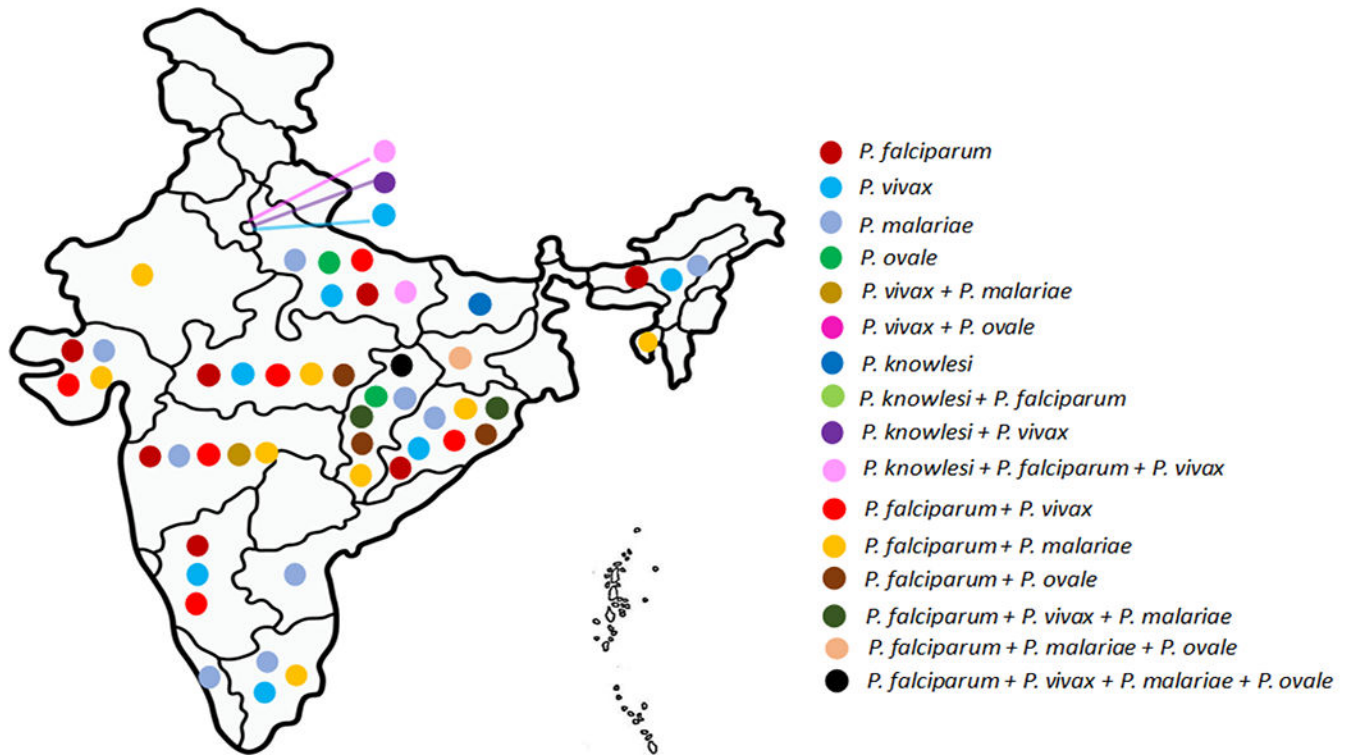 P. falciparum
P. vivax
P. malariae
P. ovale
P. vivax + P. malariae
P. vivax + P. ovale
P. knowlesi
P. knowlesi + P. falciparum
P. knowlesi + P. vivax
P. knowlesi + P. falciparum + P. vivax
P. falciparum + P. vivax
P. falciparum + P. malariae
P. falciparum + P. ovale
P. falciparum + P. vivax + P. malariae
P. falciparum + P. malariae + P. ovale
P. falciparum + P. vivax + P. malariae + P. ovale